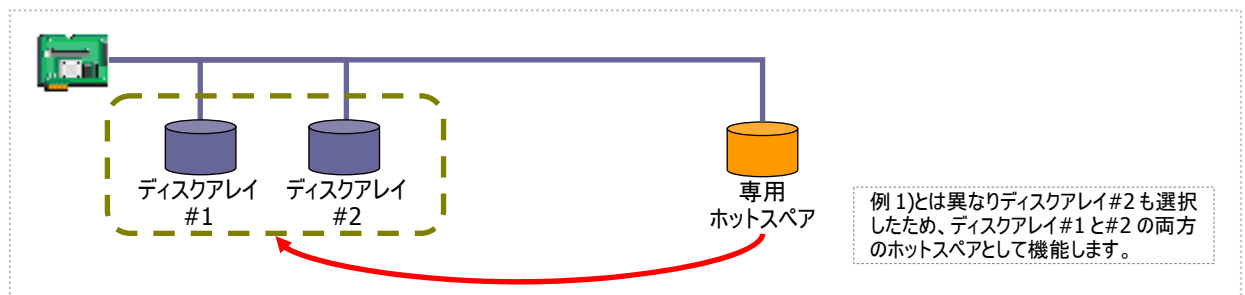 ディスクアレイ
#1
ディスクアレイ
#2
専用
ホットスペア
例 1)とは異なりディスクアレイ#2 も選択
したため、ディスクアレイ#1 と#2 の両方
のホットスペアとして機能します。